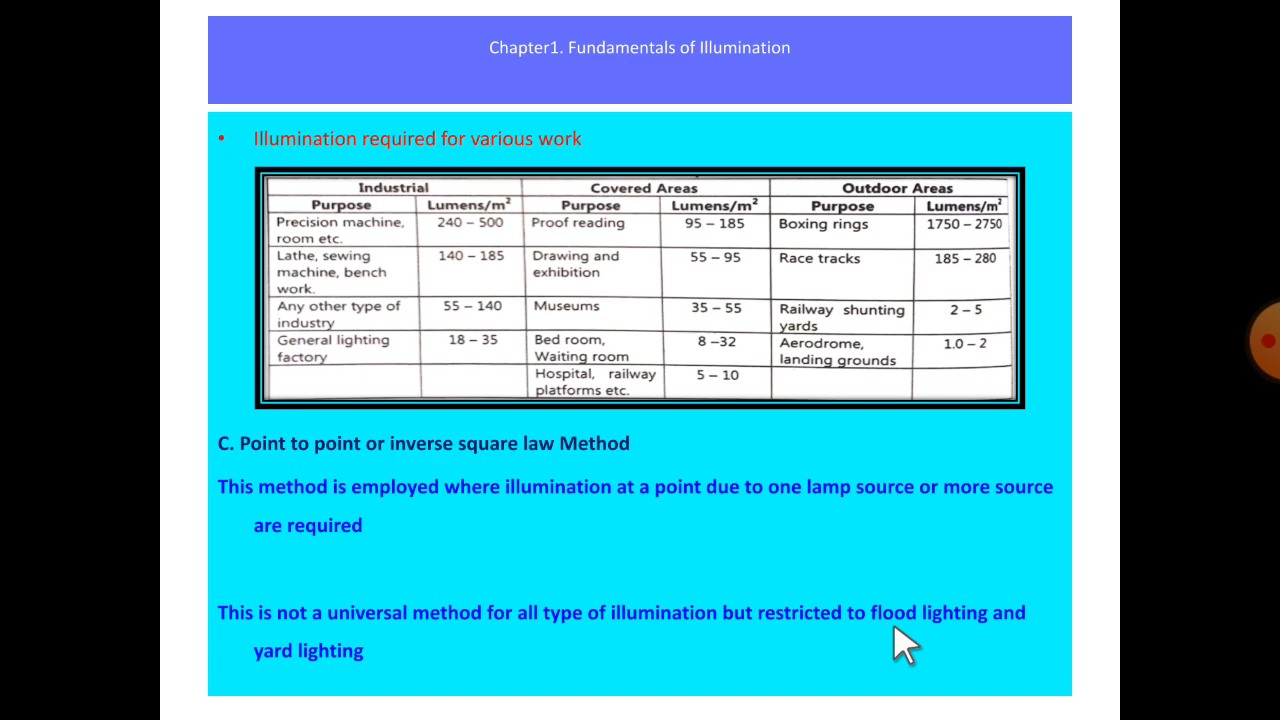 Chapter1. Fundamentals of Illumination
• Illumination required for various work
Industrial Covered Areas Outdoor Areas
Purpose Lumens/m² Purpose Lumens/m² Purpose Lumens/m²
Precision machine, 240 – 500 Proof reading 95 – 185 Boxing rings 1750 – 2750
room etc.
Lathe, sewing 140 – 185 Drawing and 55 – 95 Race tracks 185 – 280
machine, bench exhibition
work.
Any other type of 55 – 140 Museums 35 – 55 Railway shunting 2 – 5
industry yards
General lighting 18 – 35 Bed room, 8 –32 Aerodrome, 1.0 – 2
factory Waiting room landing grounds
Hospital, railway 5 – 10
platforms etc.
C. Point to point or inverse square law Method
This method is employed where illumination at a point due to one lamp source or more source
are required
This is not a universal method for all type of illumination but restricted to flood lighting and
yard lighting